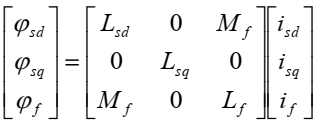 [φsd] = [Lsd 0 Mf] [isd]
[φsq] = [0 Lsq 0] [isq]
[φf] = [Mf 0 Lf] [if]